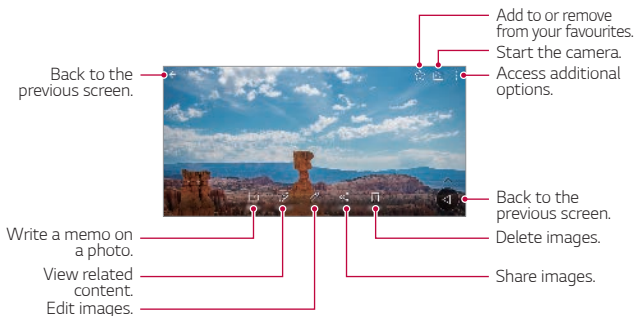 Add to or remove
from your favourites.
Start the camera.
Back to the
previous screen.
Access additional
options.
Back to the
previous screen.
Write a memo on
a photo.
Delete images.
View related
content.
Share images.
Edit images.